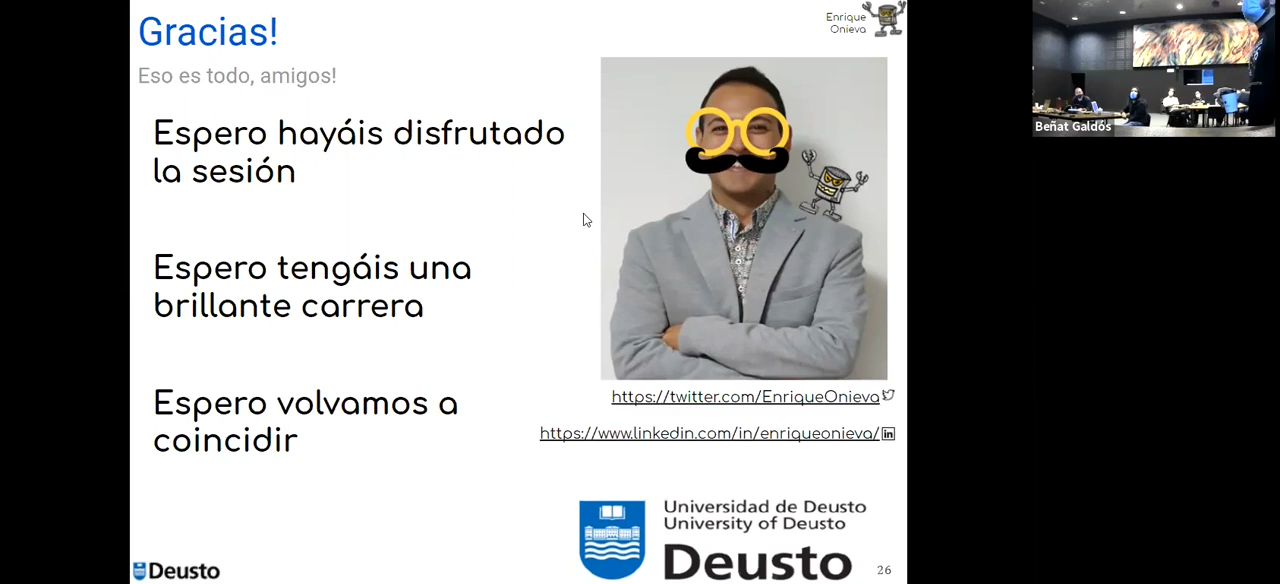 Gracias!
Enrique
Onieva
Eso es todo, amigos!
Espero hayáis disfrutado
la sesión
Espero tengáis una
brillante carrera
Espero volvamos a
coincidir
https://twitter.com/EnriqueOnieva
https://www.linkedin.com/in/enriqueonieva/
in
Universidad de Deusto
University of Deusto
Deusto
Deusto
26
Beñat Galdós